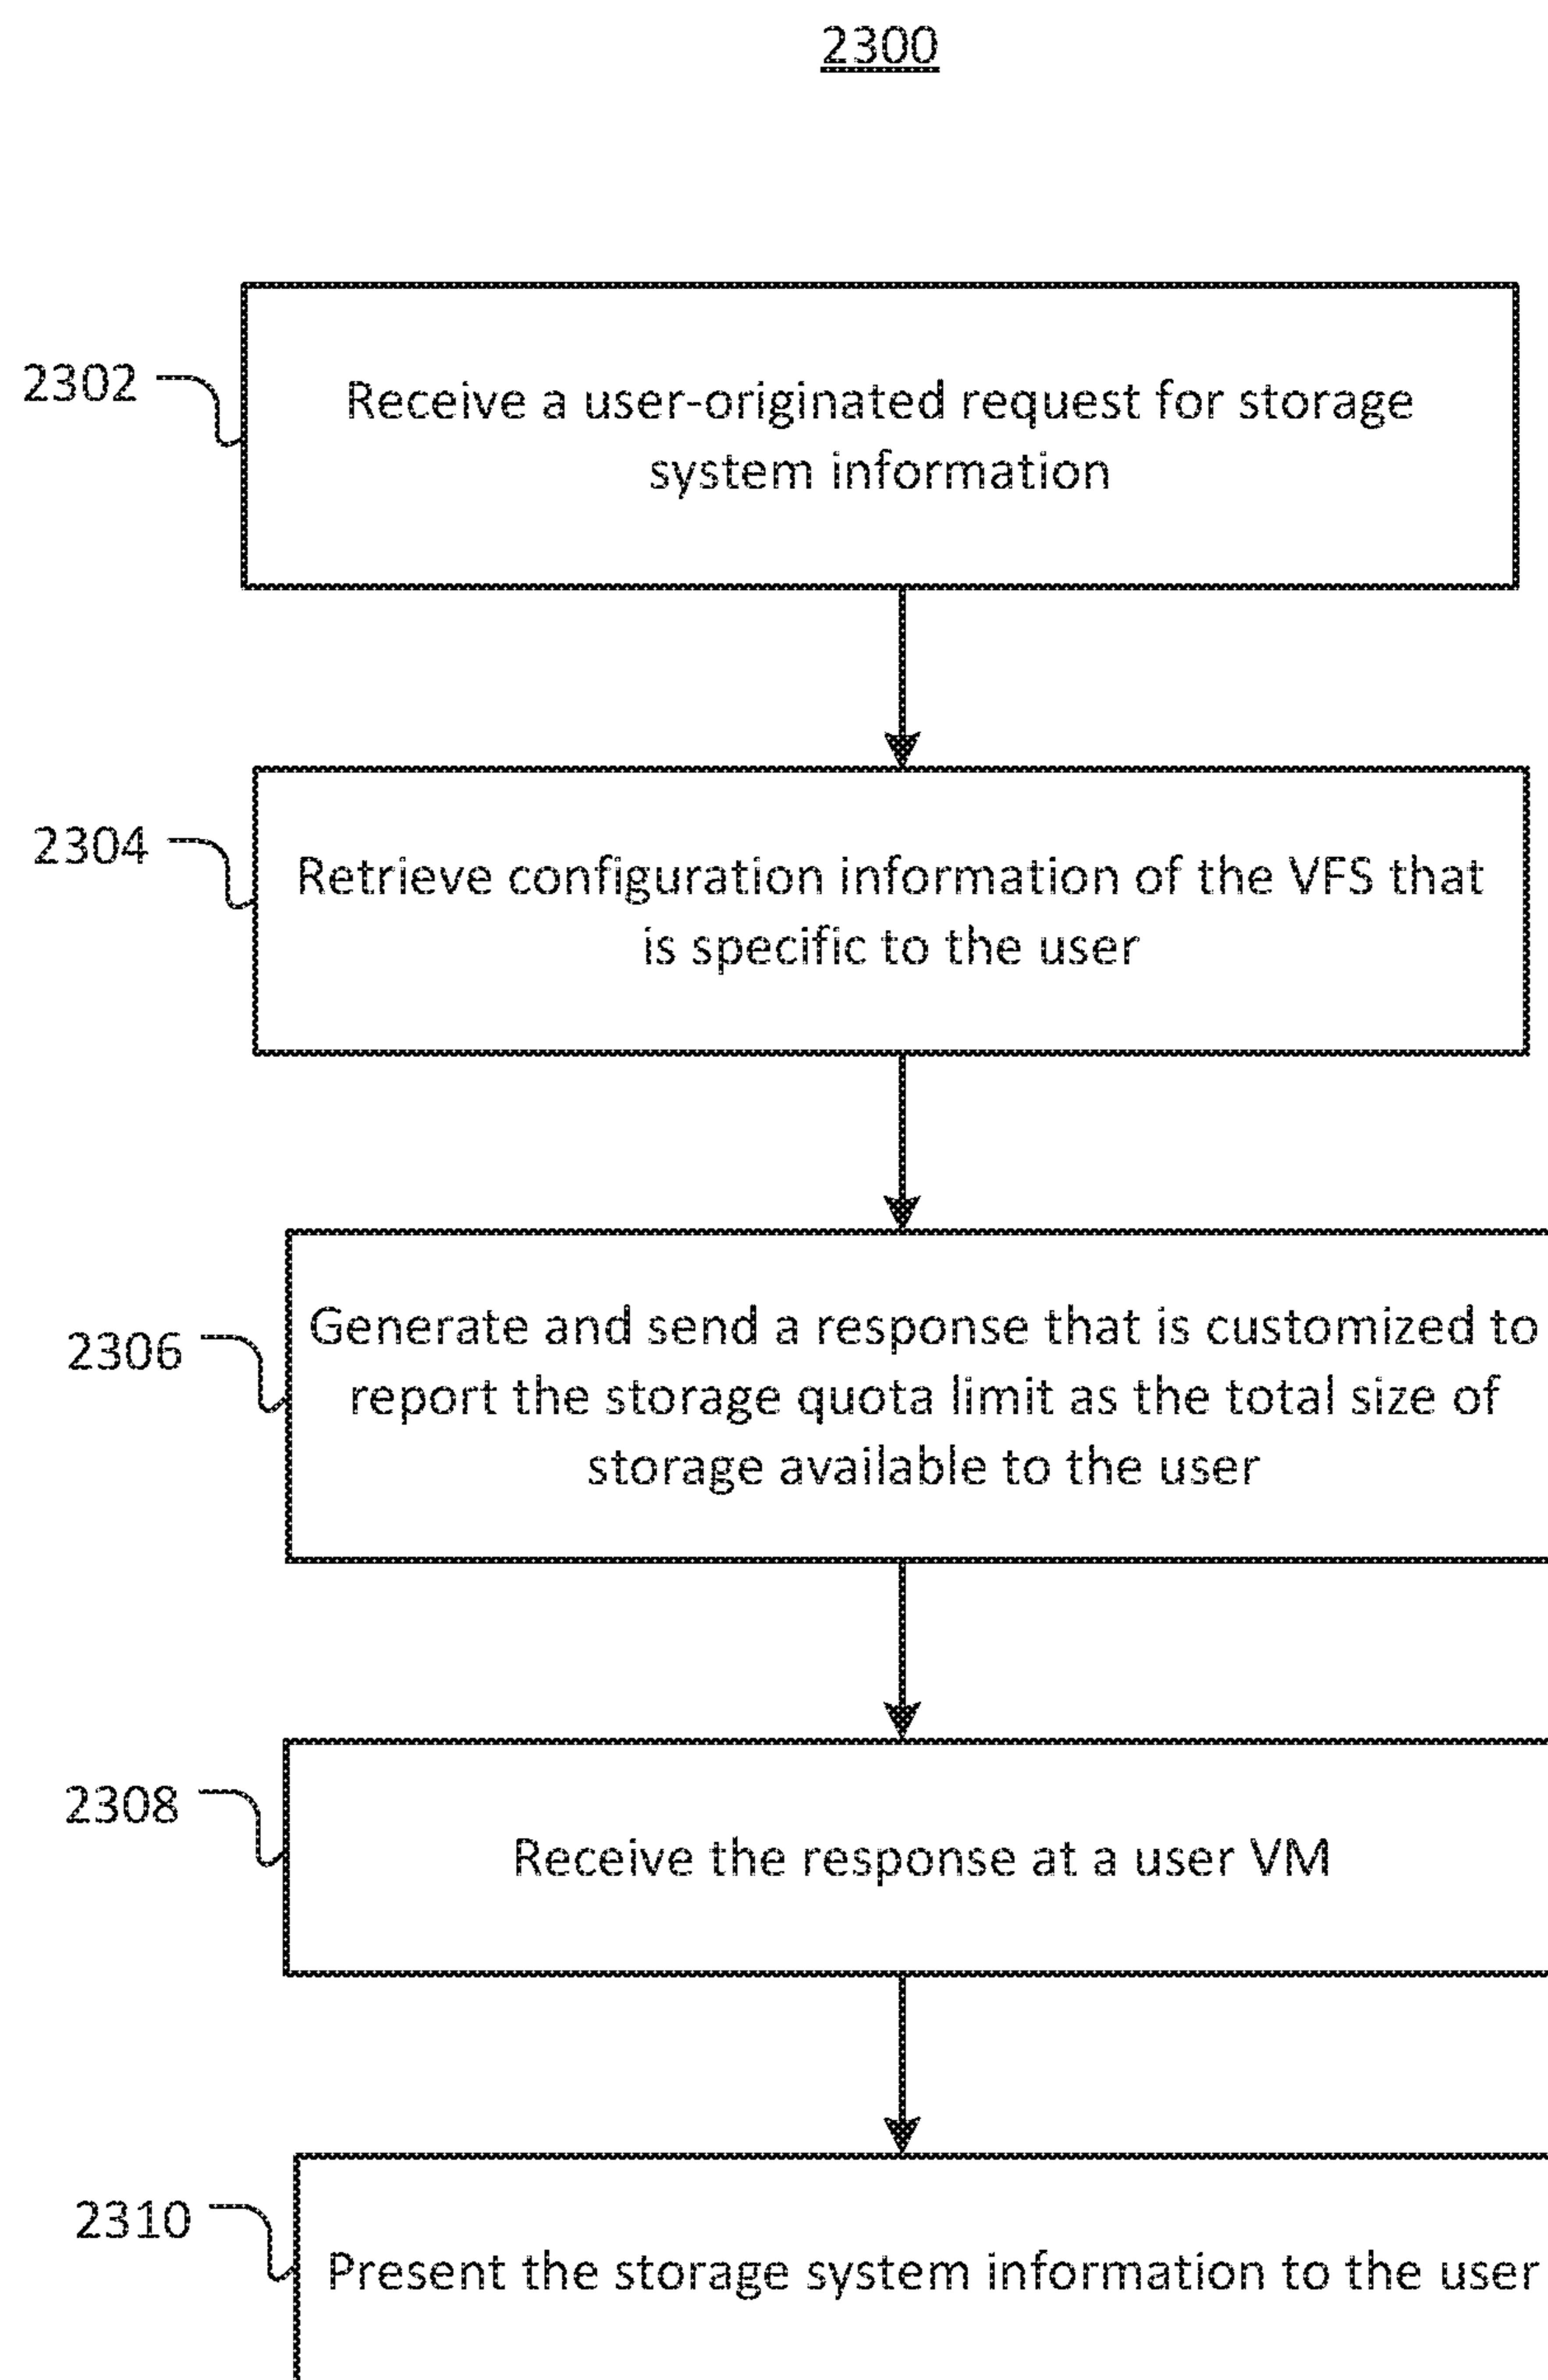 2300
2302
Receive a user-originated request for storage
system information
2304
Retrieve configuration information of the VFS that
is specific to the user
2306
Generate and send a response that is customized to
report the storage quota limit as the total size of
storage available to the user
2308
Receive the response at a user VM
2310
Present the storage system information to the user